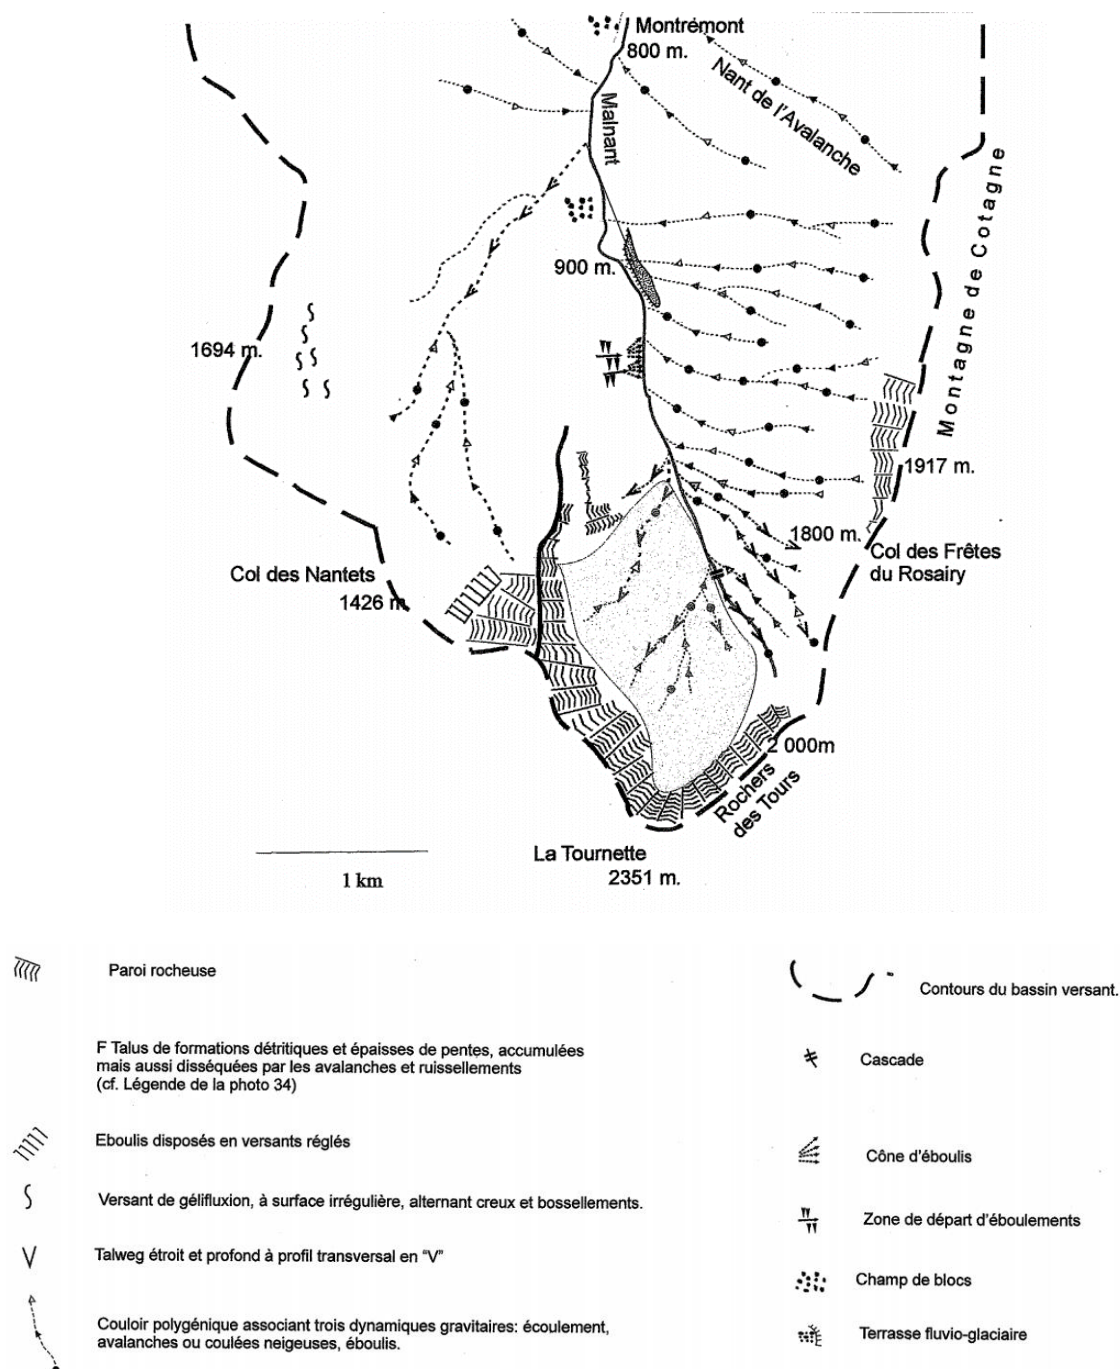 Montrémont
800 m.
Nant de l'Avalanche
Malnant
Montagne de Cotagne
900 m.
1694 m.
1917 m.
1800 m.
Col des Frêtes
du Rosairy
Col des Nantets
1426 m.
2 000m
Rochers
des Tours
La Tournette
2351 m.
1 km
Paroi rocheuse
F Talus de formations détritiques et épaisses de pentes, accumulées
mais aussi disséquées par les avalanches et ruissellements
(cf. Légende de la photo 34)
Eboulis disposés en versants réglés
Versant de gélifluxion, à surface irrégulière, alternant creux et bossellements.
Talweg étroit et profond à profil transversal en "V"
Couloir polygénique associant trois dynamiques gravitaires: écoulement,
avalanches ou coulées neigeuses, éboulis.
Contours du bassin versant.
Cascade
Cône d'éboulis
Zone de départ d'éboulements
Champ de blocs
Terrasse fluvio-glaciaire